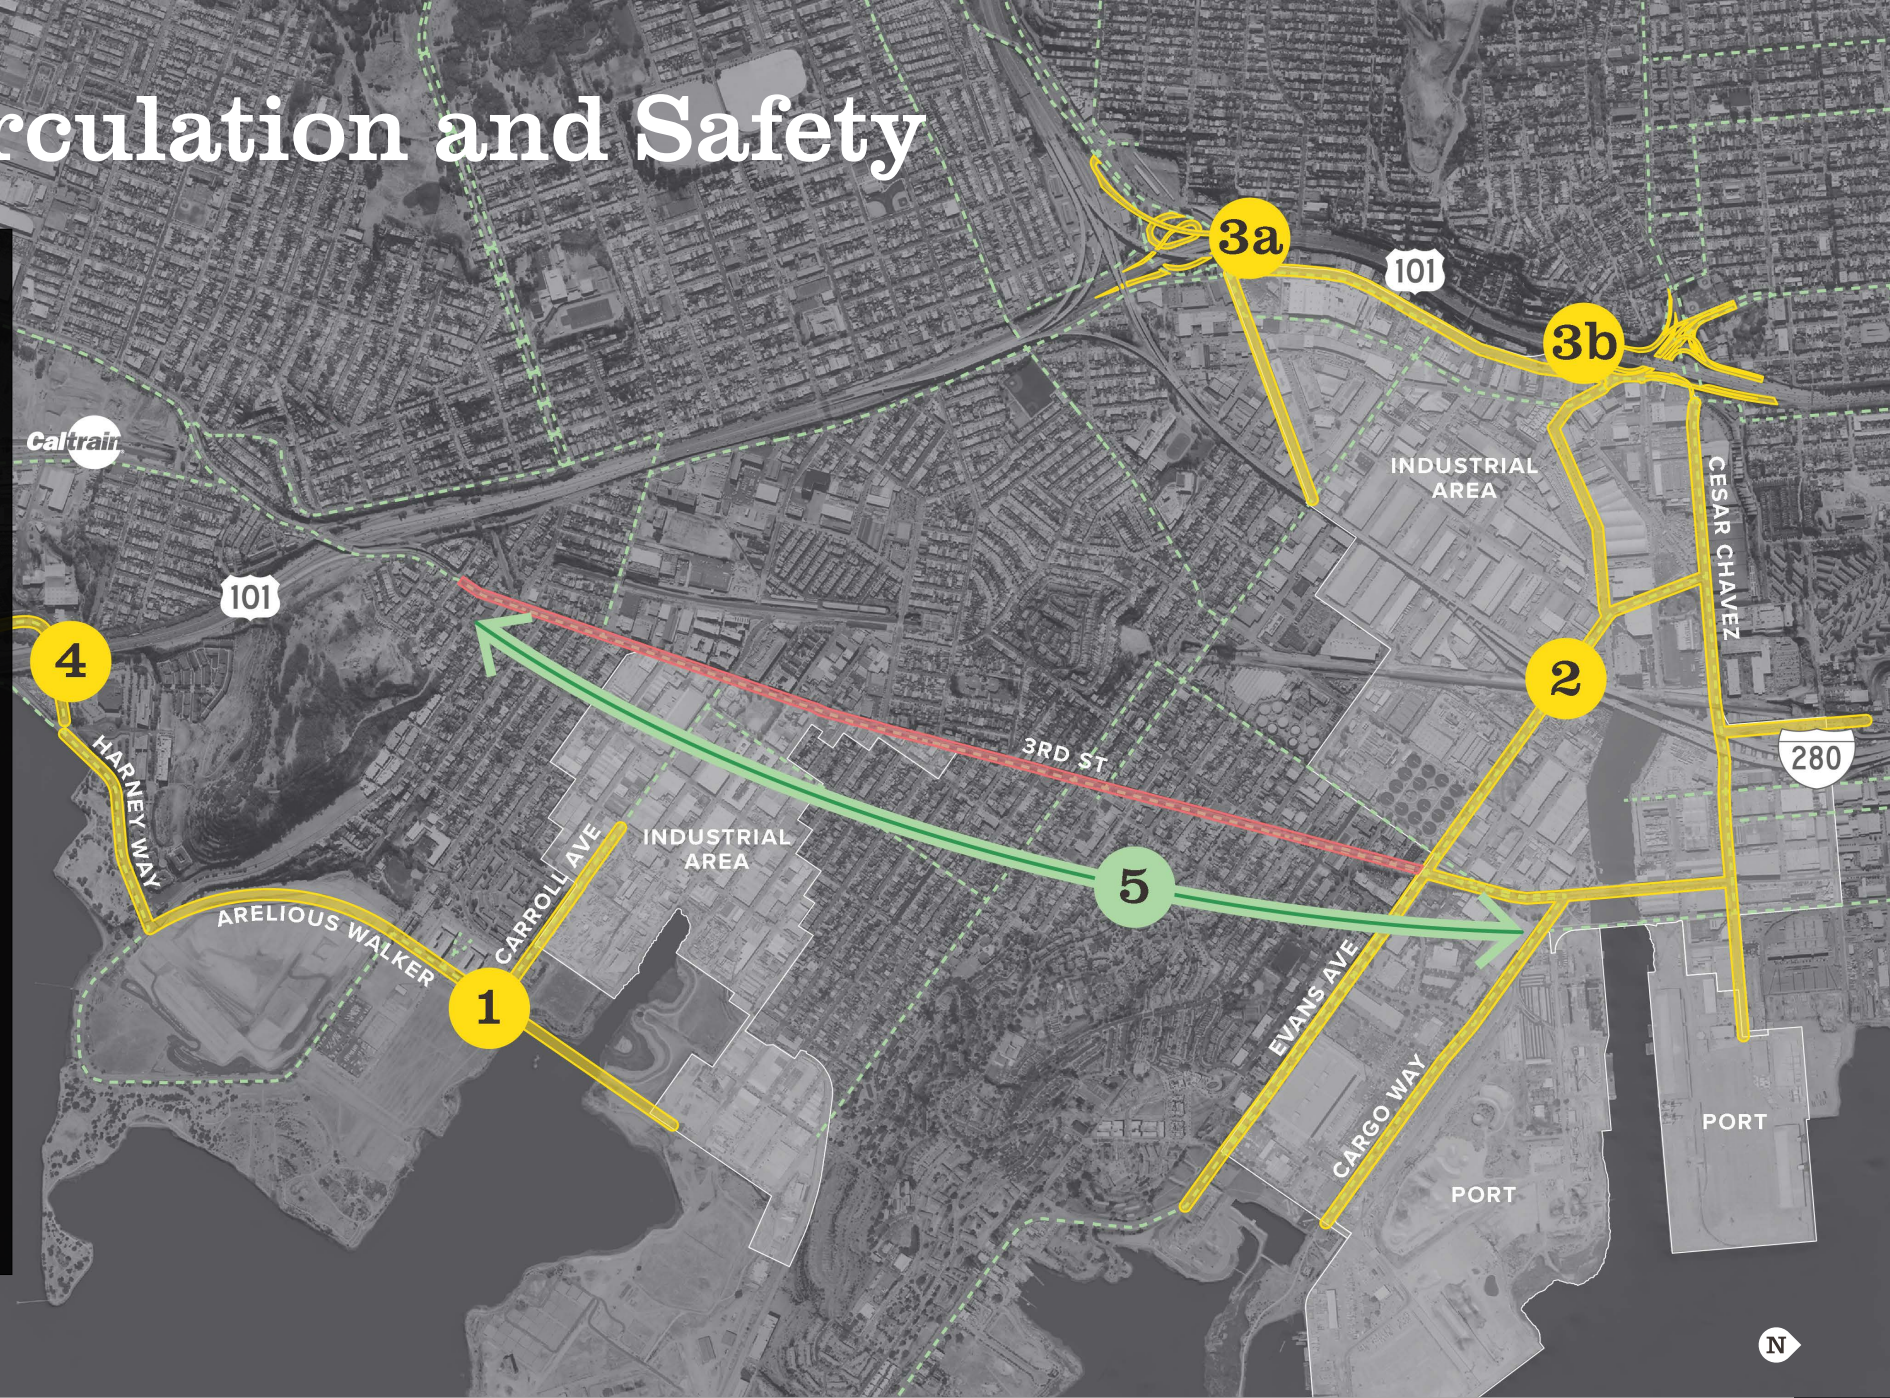 rculation and Safety
3a
101
3b
Caltrain
INDUSTRIAL
AREA
CESAR CHAVEZ
101
4
2
HARNEY WAY
3RD ST
280
CARROLL AVE
INDUSTRIAL
AREA
5
ARELIOUS WALKER
1
EVANS AVE
CARGO WAY
PORT
PORT
N